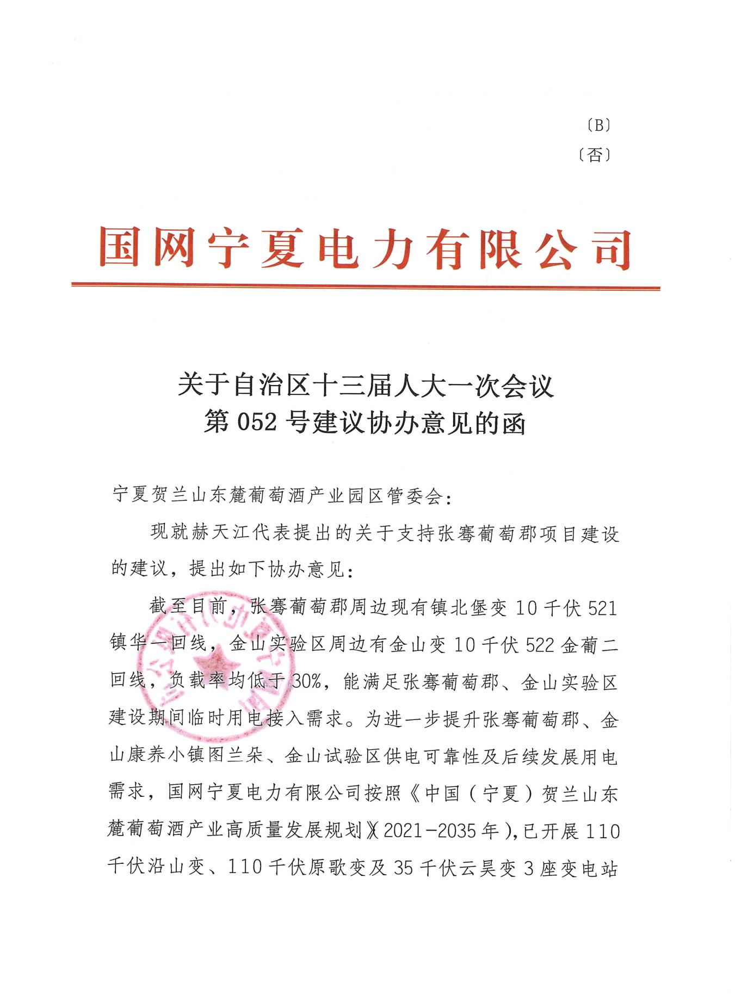 〔B〕
〔否〕
国网宁夏电力有限公司
关于自治区十三届人大一次会议
第052号建议协办意见的函
宁夏贺兰山东麓葡萄酒产业园区管委会：
现就赫天江代表提出的关于支持张骞葡萄郡项目建设
的建议，提出如下协办意见：
截至目前，张骞葡萄郡周边现有镇北堡变10千伏521
镇华一回线，金山实验区周边有金山变10千伏522金葡二
回线，负载率均低于30%，能满足张骞葡萄郡、金山实验区
建设期间临时用电接入需求。为进一步提升张骞葡萄郡、金
山康养小镇图兰朵、金山试验区供电可靠性及后续发展用电
需求，国网宁夏电力有限公司按照《中国（宁夏）贺兰山东
麓葡萄酒产业高质量发展规划》（2021-2035年），已开展110
千伏沿山变、110千伏原歌变及35千伏云昊变3座变电站